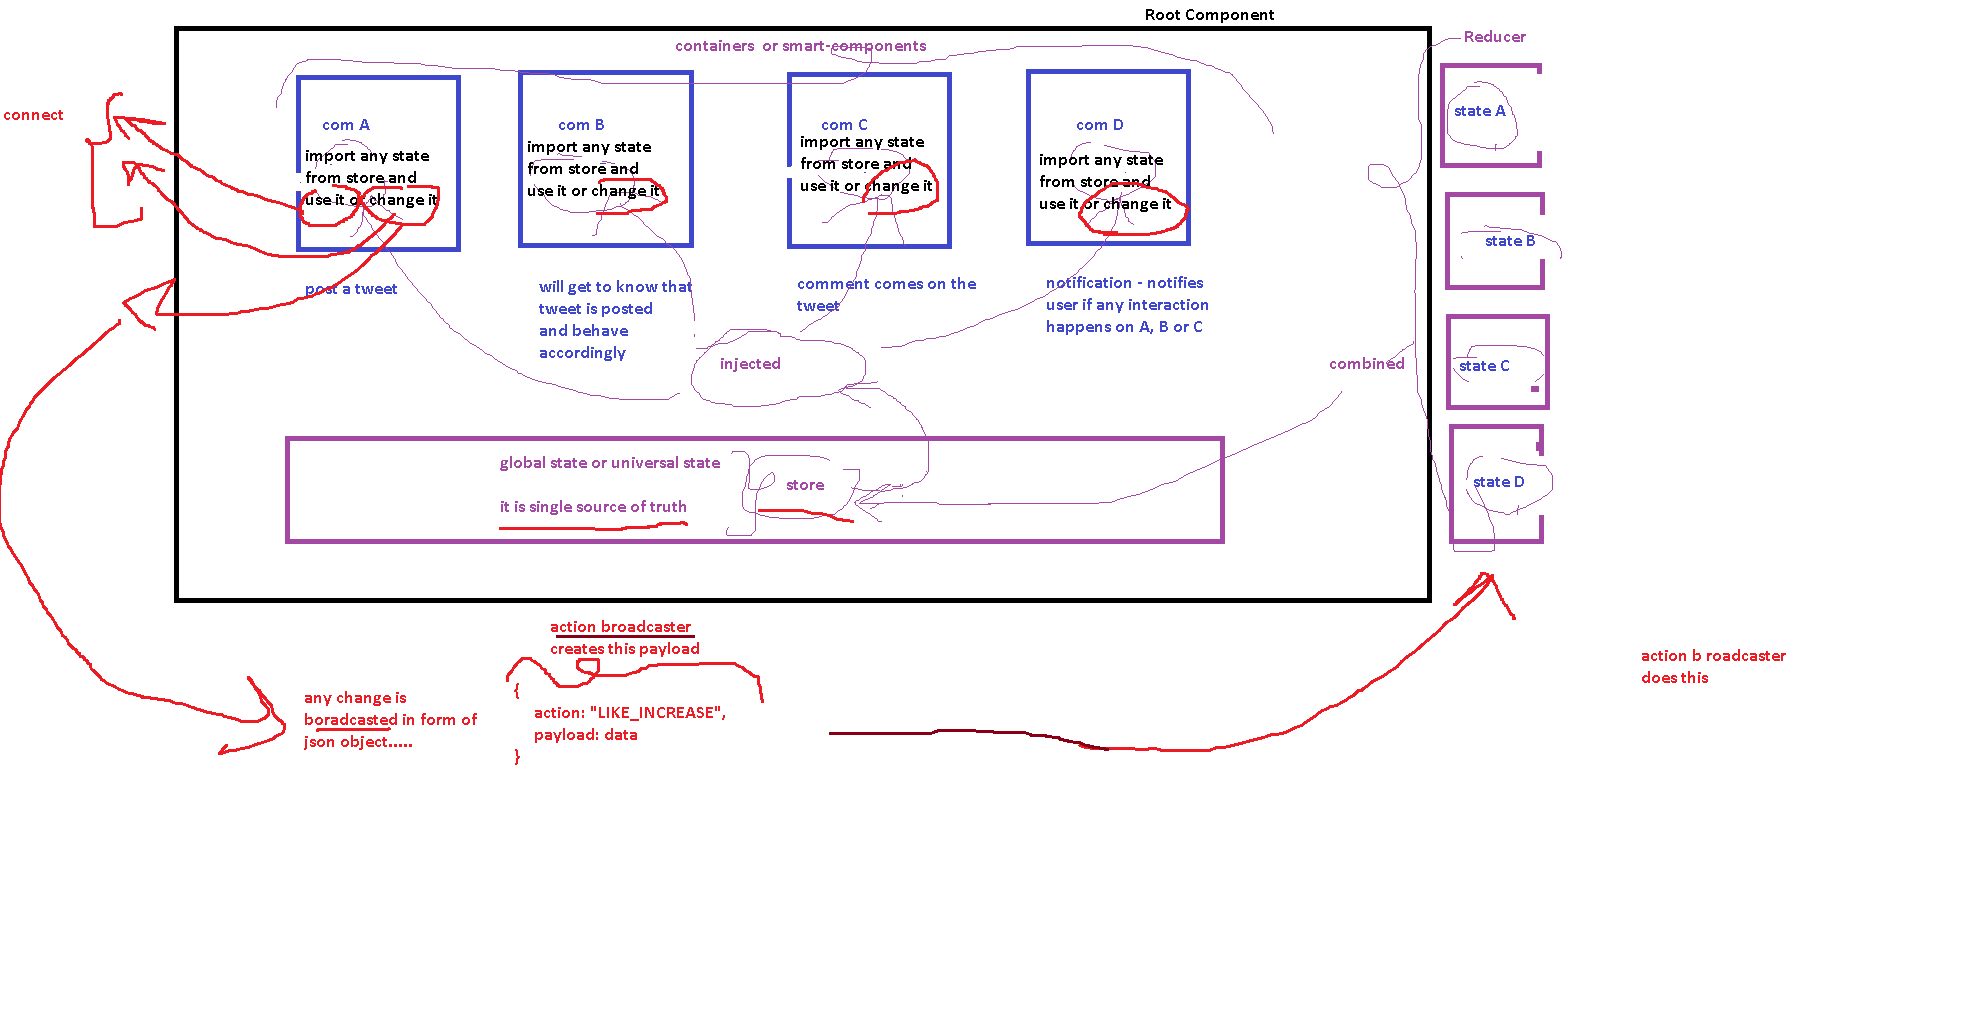 Root Component
containers or smart-components
Reducer
connect
com A
import any state
from store and
use it or change it
post a tweet
com B
import any state
from store and
use it or change it
will get to know that
tweet is posted
and behave
accordingly
com C
import any state
from store and
use it or change it
comment comes on the
tweet
com D
import any state
from store and
use it or change it
notification - notifies
user if any interaction
happens on A, B or C
state A
state B
state C
state D
injected
combined
global state or universal state
it is single source of truth
store
action broadcaster
creates this payload
any change is
boradcasted in form of
json object.....
{
action: "LIKE_INCREASE",
payload: data
}
action b roadcaster
does this